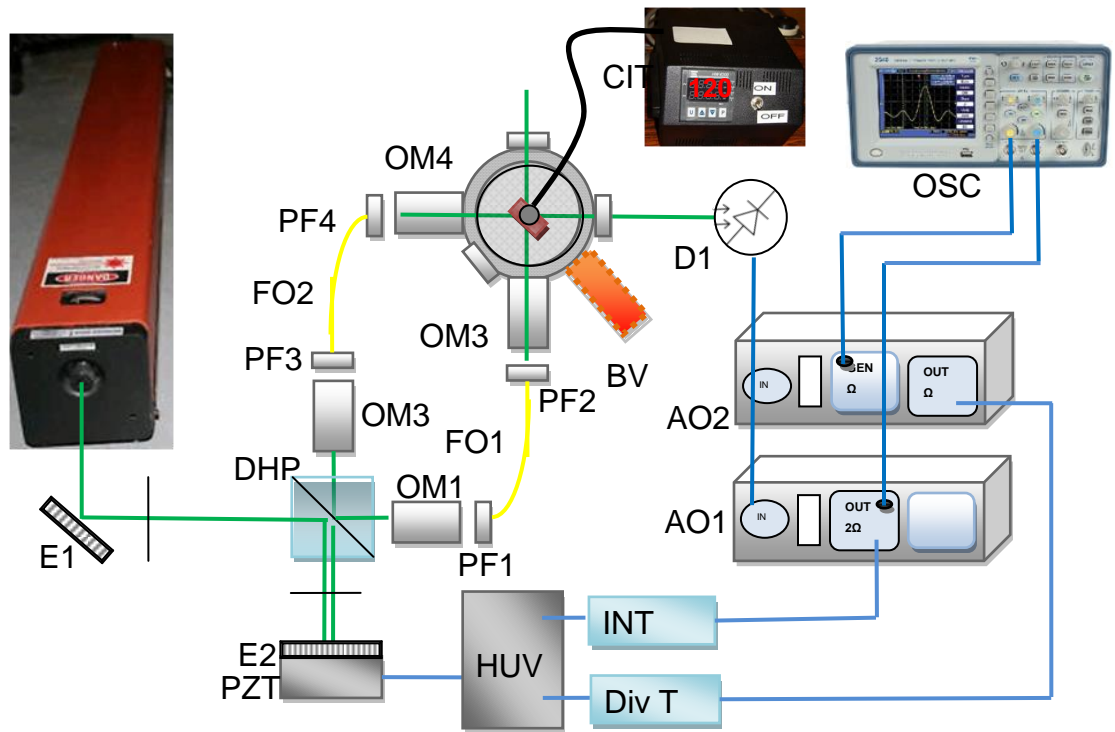 CIT
120
ON
OFF
OSC
OM4
PF4
D1
FO2
OM3
BV
PF3
PF2
OM3
FO1
DHP
OM1
PF1
E1
IN
GEN
Ω
OUT
Ω
AO2
IN
OUT
2Ω
AO1
E2
PZT
HUV
INT
Div T
DANGER